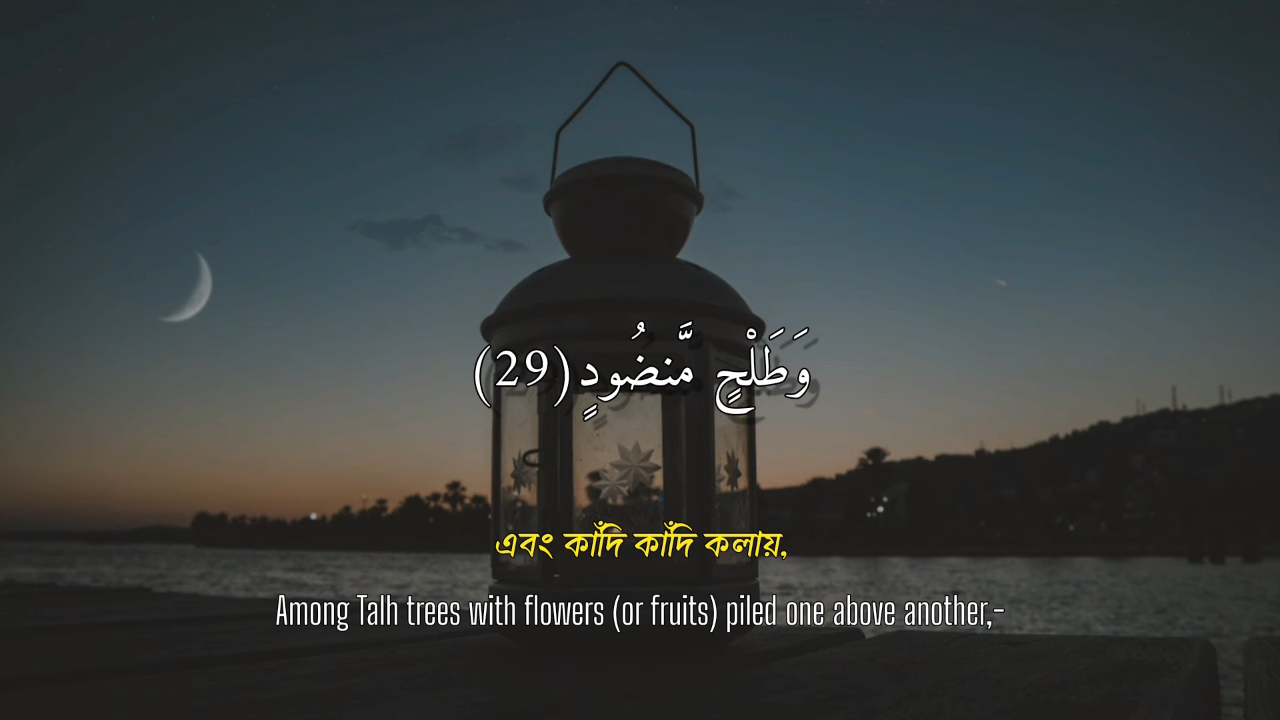 وَطَلْحٍ مَّنضُودٍ(29)
এবং কাঁদি কাঁদি কলায়,
Among Talh trees with flowers (or fruits) piled one above another,-